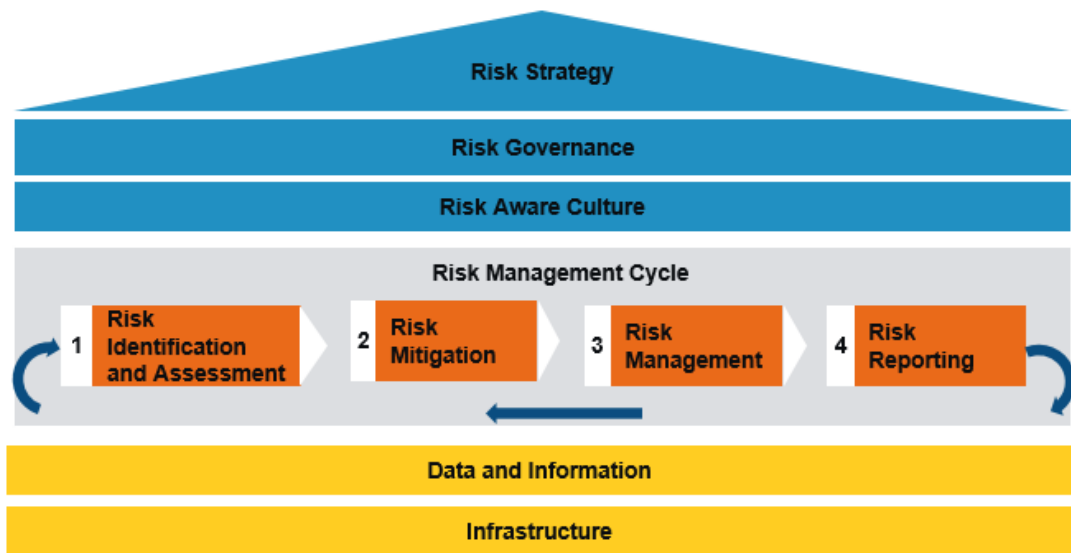 Risk Strategy
Risk Governance
Risk Aware Culture
Risk Management Cycle
1
Risk
Identification
and Assessment
2
Risk
Mitigation
3
Risk
Management
4
Risk
Reporting
Data and Information
Infrastructure